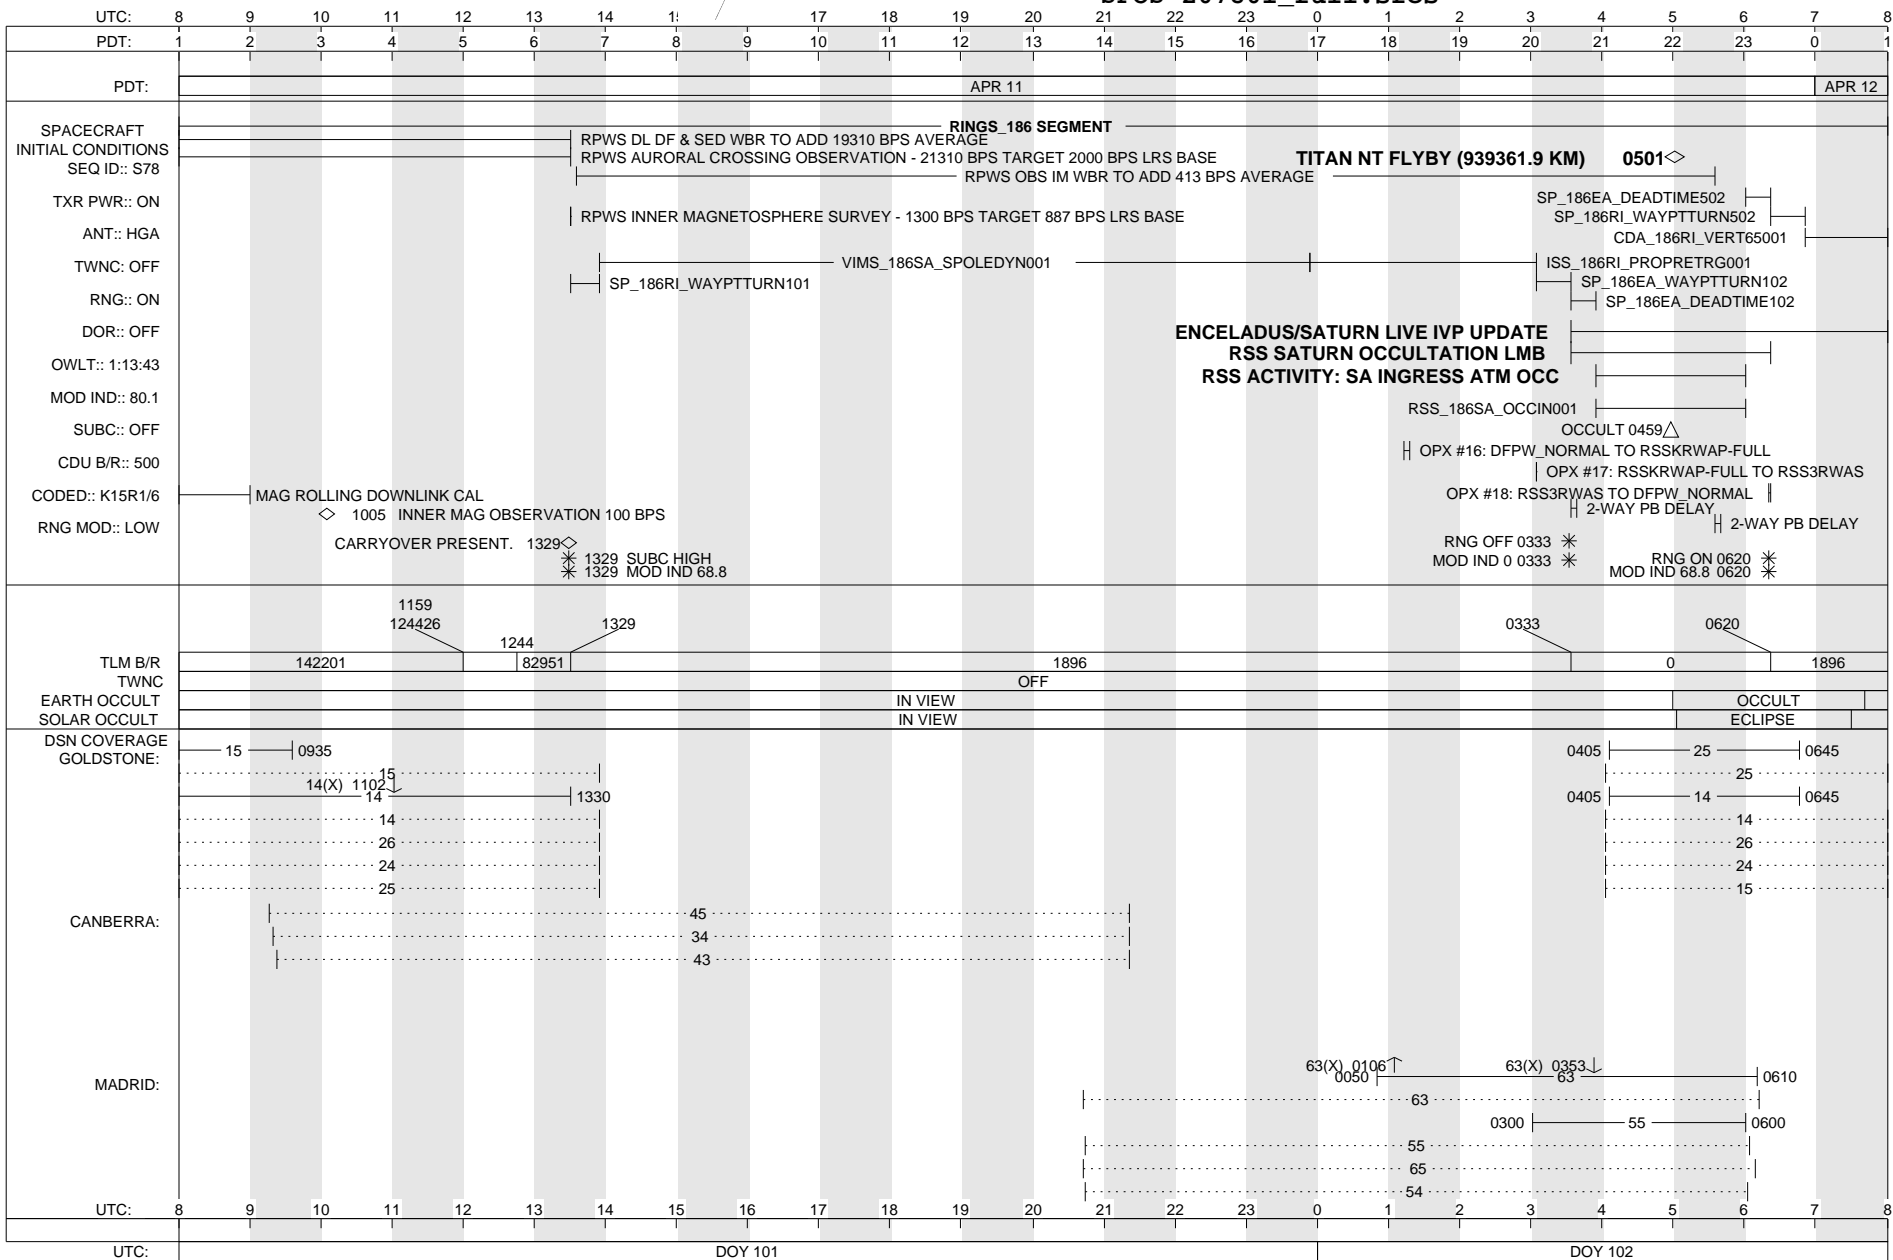 UTC: 8 9 10 11 12 13 14 17 18 19 20 21 22 23 0 1 2 3 4 5 6 7 8
PDT: 1 2 3 4 5 6 7 8 9 10 11 12 13 14 15 16 17 18 19 20 21 22 23 0 1
PDT: APR 11 APR 12
SPACECRAFT
INITIAL CONDITIONS
SEQ ID:: S78
TXR PWR:: ON
ANT:: HGA
TWNC: OFF
RNG:: ON
DOR:: OFF
OWLT:: 1:13:43
MOD IND:: 80.1
SUBC:: OFF
CDU B/R:: 500
CODED:: K15R1/6
RNG MOD:: LOW
RINGS_186 SEGMENT
RPWS DL DF & SED WBR TO ADD 19310 BPS AVERAGE
RPWS AURORAL CROSSING OBSERVATION - 21310 BPS TARGET 2000 BPS LRS BASE
TITAN NT FLYBY (939361.9 KM) 0501
RPWS OBS IM WBR TO ADD 413 BPS AVERAGE
SP_186EA_DEADTIME502
RPWS INNER MAGNETOSPHERE SURVEY - 1300 BPS TARGET 887 BPS LRS BASE
SP_186RI_WAYPTTURN502
CDA_186RI_VERT65001
VIMS_186SA_SPOLEDYN001
ISS_186RI_PROPRETRG001
SP_186RI_WAYPTTURN101
SP_186EA_WAYPTTURN102
SP_186EA_DEADTIME102
ENCELADUS/SATURN LIVE IVP UPDATE
RSS SATURN OCCULTATION LMB
RSS ACTIVITY: SA INGRESS ATM OCC
RSS_186SA_OCCIN001
OCCULT 0459
OPX #16: DFPW_NORMAL TO RSSKRWAP-FULL
OPX #17: RSSKRWAP-FULL TO RSS3RWAS
MAG ROLLING DOWNLINK CAL
OPX #18: RSS3RWAS TO DFPW_NORMAL
2-WAY PB DELAY
1005 INNER MAG OBSERVATION 100 BPS
2-WAY PB DELAY
CARRYOVER PRESENT. 1329
RNG OFF 0333
1329 SUBC HIGH
MOD IND 0 0333
RNG ON 0620
1329 MOD IND 68.8
MOD IND 68.8 0620
1159
124426 1329 0333 0620
1244
TLM B/R 142201 82951 1896 0 1896
TWNC OFF
EARTH OCCULT IN VIEW OCCULT
SOLAR OCCULT IN VIEW ECLIPSE
DSN COVERAGE
GOLDSTONE:
15 0935 0405 25 0645
15 25
14(X) 1102
14 1330 0405 14 0645
14 14
26 26
24 24
25 15
CANBERRA:
45
34
43
MADRID:
63(X) 0106 63(X) 0353
0050 63 0610
63
0300 55 0600
55
65
54
UTC: 8 9 10 11 12 13 14 15 16 17 18 19 20 21 22 23 0 1 2 3 4 5 6 7 8
UTC: DOY 101 DOY 102